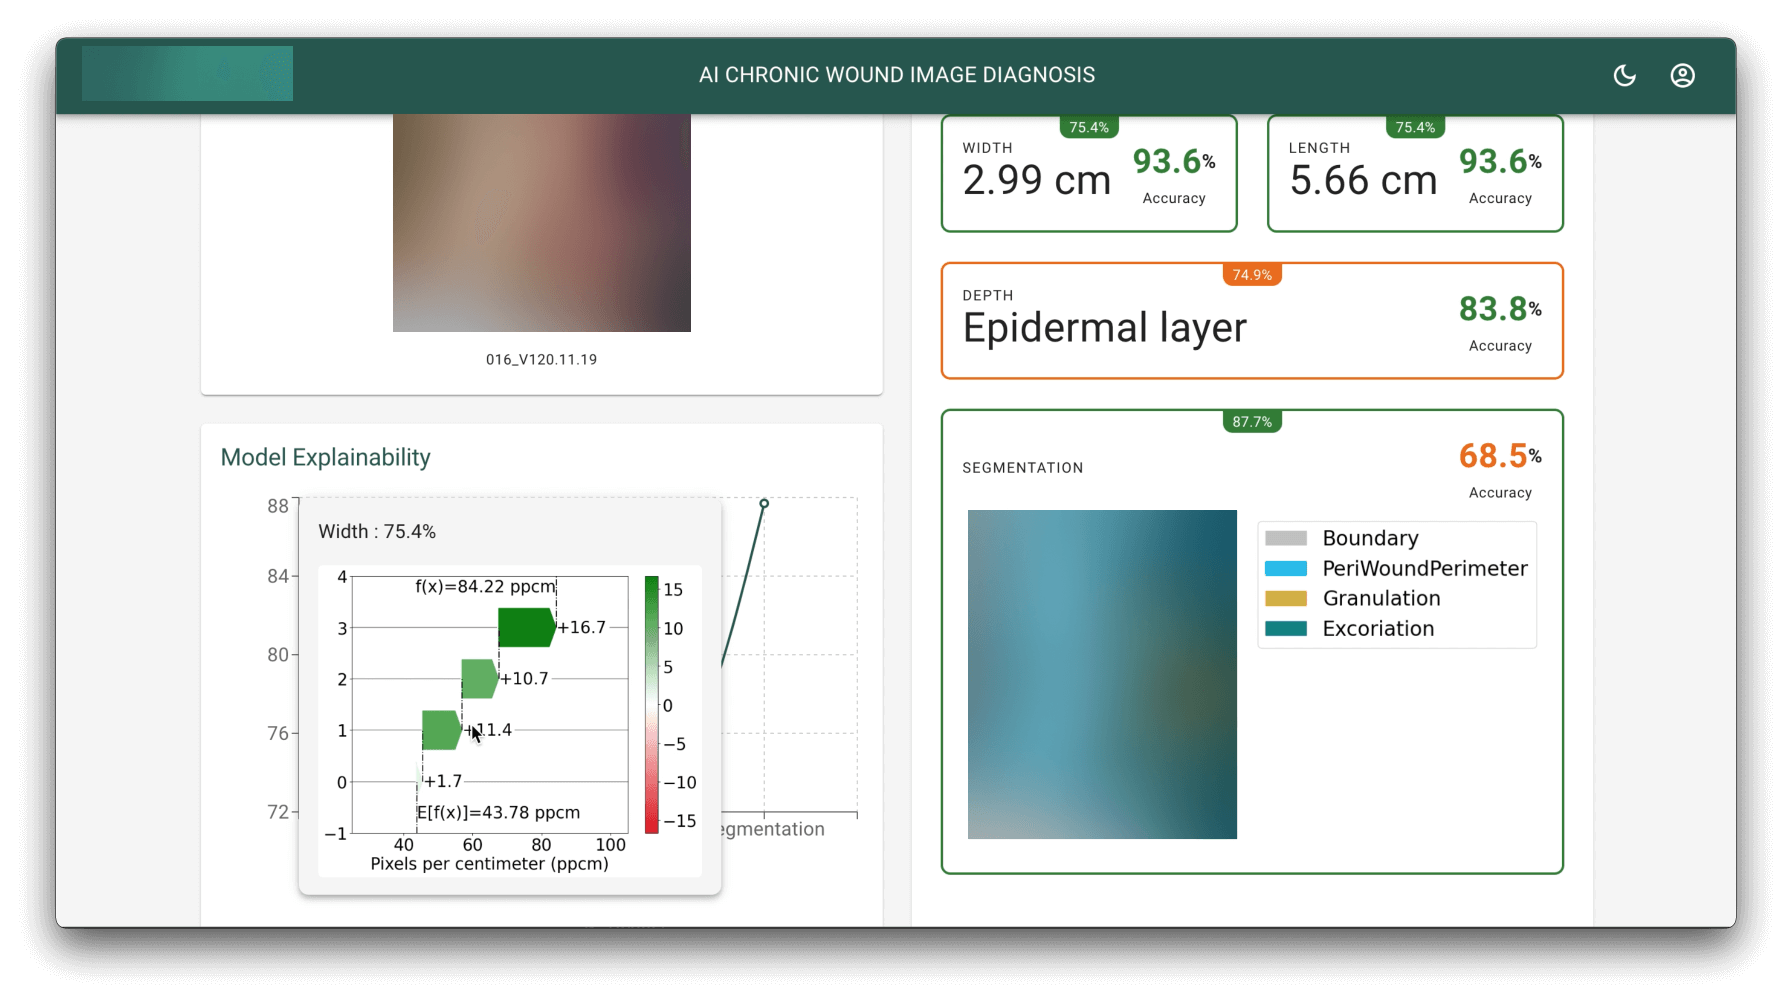 AI CHRONIC WOUND IMAGE DIAGNOSIS
016_V120.11.19
Model Explainability
88
84
80
76
72
egmentation
Width : 75.4%
f(x)=84.22 ppcm
4
3
2
1
0
−1
+16.7
+10.7
+11.4
+1.7
E[f(x)]=43.78 ppcm
40 60 80 100
Pixels per centimeter (ppcm)
15
10
5
0
−5
−10
−15
75.4%
WIDTH
2.99 cm
93.6%
Accuracy
75.4%
LENGTH
5.66 cm
93.6%
Accuracy
74.9%
DEPTH
Epidermal layer
83.8%
Accuracy
87.7%
SEGMENTATION
68.5%
Accuracy
Boundary
PeriWoundPerimeter
Granulation
Excoriation